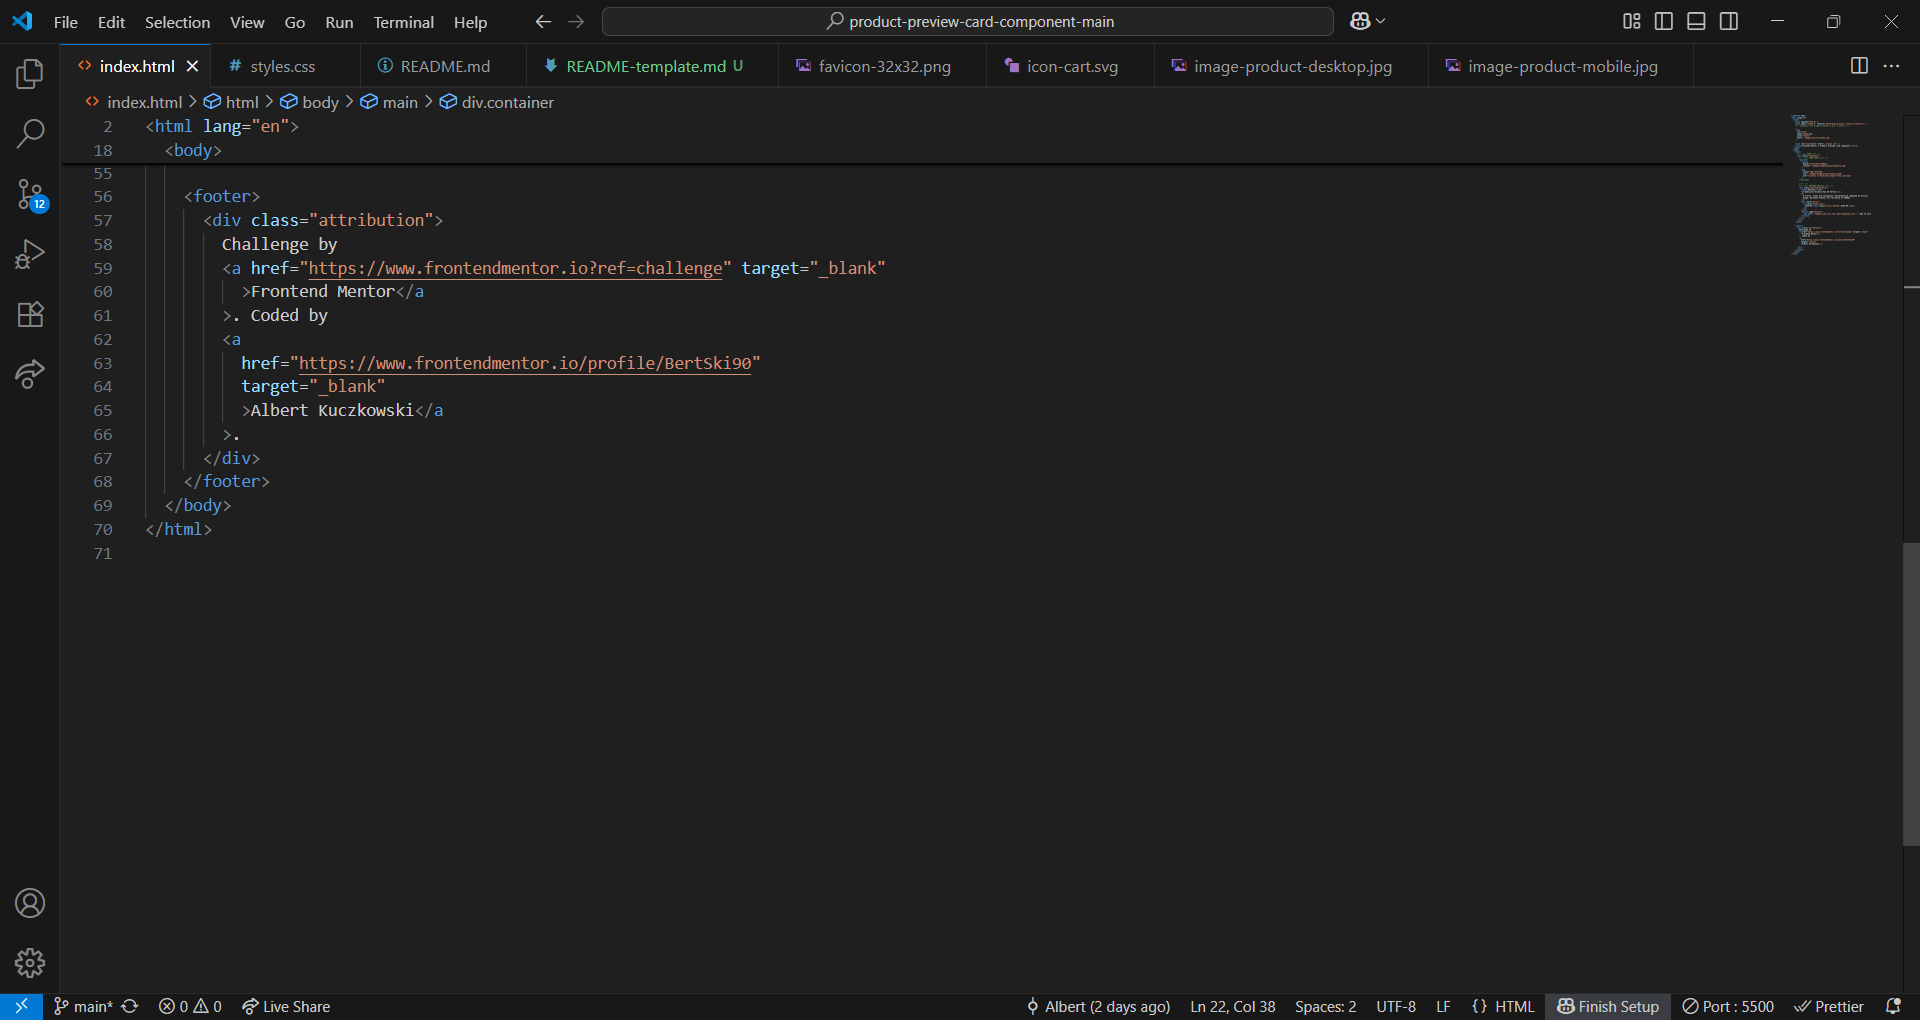 File Edit Selection View Go Run Terminal Help
product-preview-card-component-main
index.html
# styles.css
README.md
README-template.md U
favicon-32x32.png
icon-cart.svg
image-product-desktop.jpg
image-product-mobile.jpg
index.html > html > body > main > div.container
2 <html lang="en">
18 <body>
55
56 <footer>
57 <div class="attribution">
58 Challenge by
59 <a href="https://www.frontendmentor.io?ref=challenge" target="_blank"
60 >Frontend Mentor</a
61 >. Coded by
62 <a
63 href="https://www.frontendmentor.io/profile/BertSki90"
64 target="_blank"
65 >Albert Kuczkowski</a
66 >.
67 </div>
68 </footer>
69 </body>
70 </html>
71
12
main* 0 0 Live Share Albert (2 days ago) Ln 22, Col 38 Spaces: 2 UTF-8 LF {} HTML Finish Setup Port : 5500 Prettier